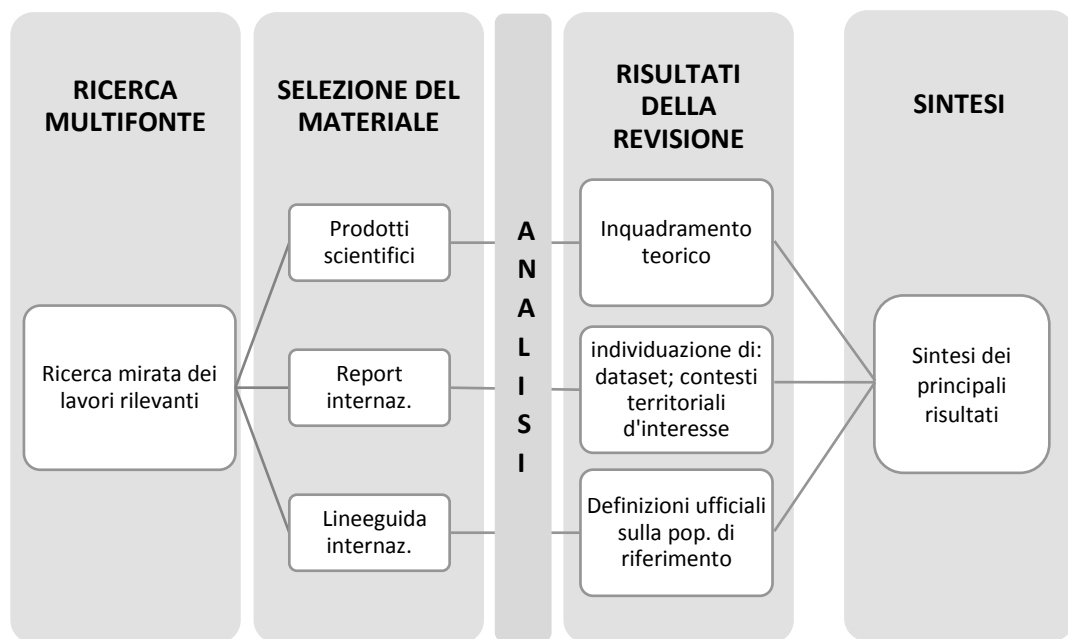 RICERCA
MULTIFONTE
SELEZIONE DEL
MATERIALE
RISULTATI
DELLA
REVISIONE
SINTESI
Ricerca mirata dei
lavori rilevanti
Prodotti
scientifici
Report
internaz.
Lineeguida
internaz.
A
N
A
L
I
S
I
Inquadramento
teorico
individuazione di:
dataset; contesti
territoriali
d'interesse
Definizioni ufficiali
sulla pop. di
riferimento
Sintesi dei
principali
risultati